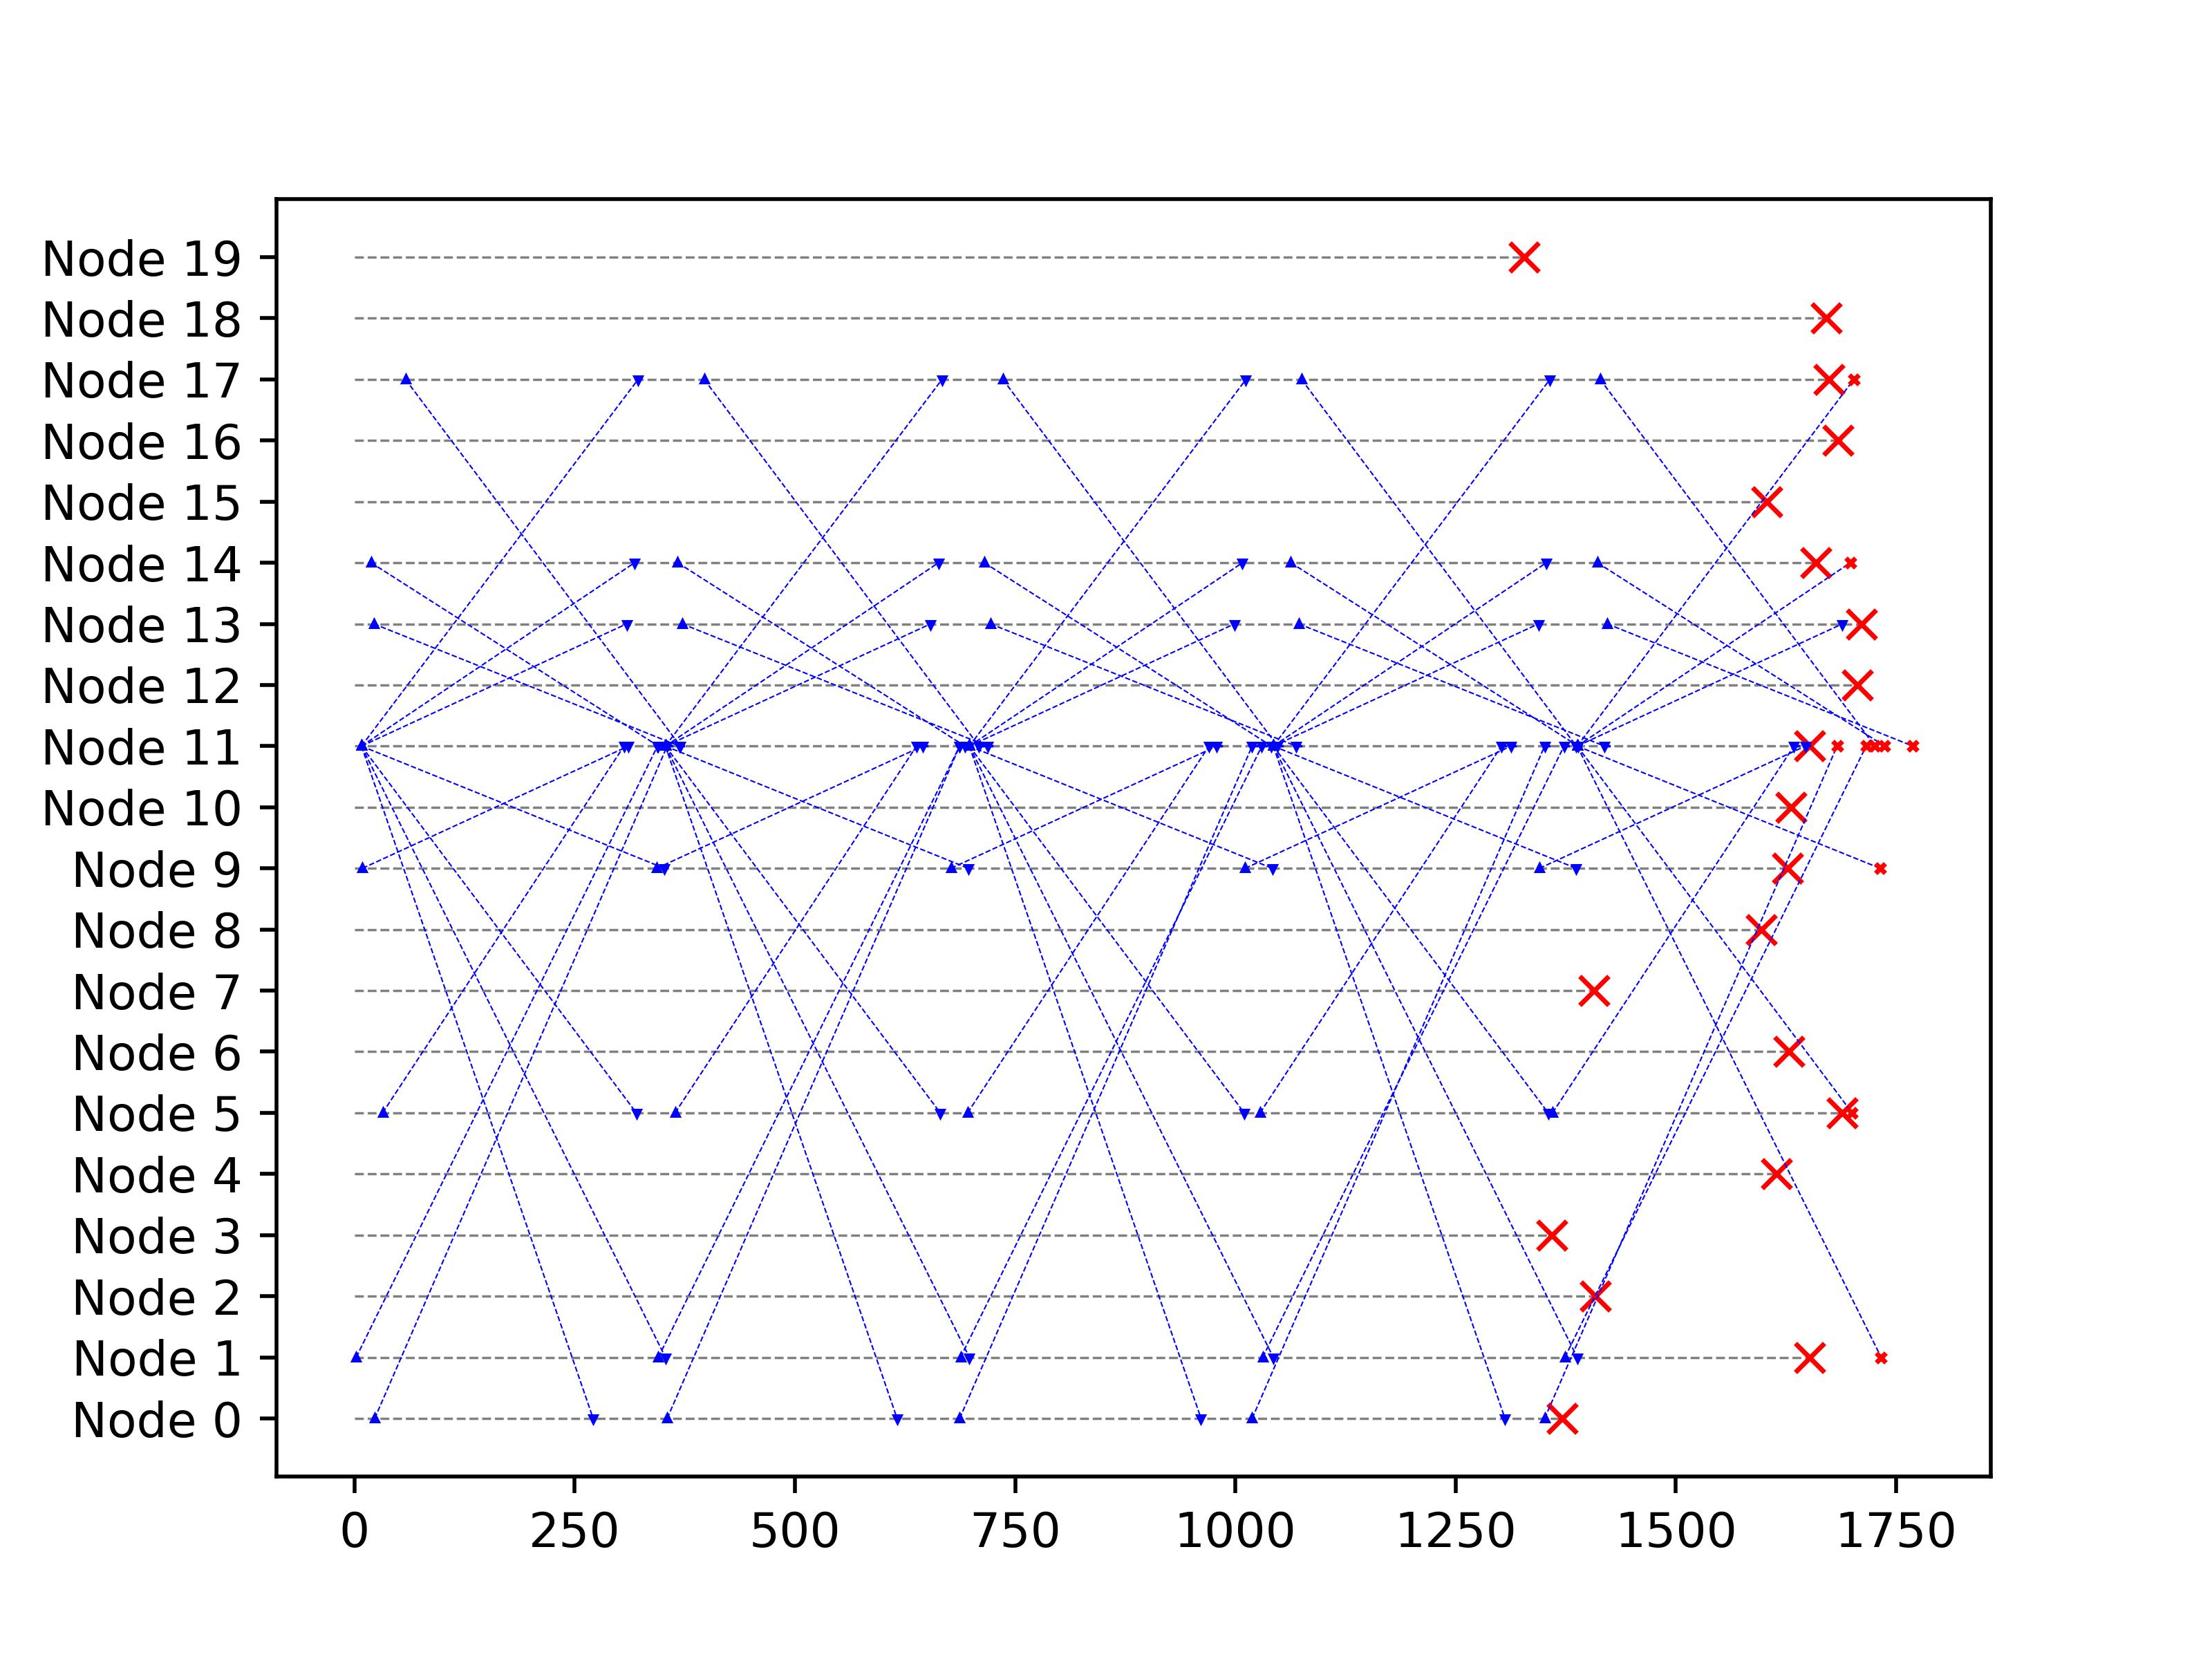 Node 19
Node 18
Node 17
Node 16
Node 15
Node 14
Node 13
Node 12
Node 11
Node 10
Node 9
Node 8
Node 7
Node 6
Node 5
Node 4
Node 3
Node 2
Node 1
Node 0
0 250 500 750 1000 1250 1500 1750